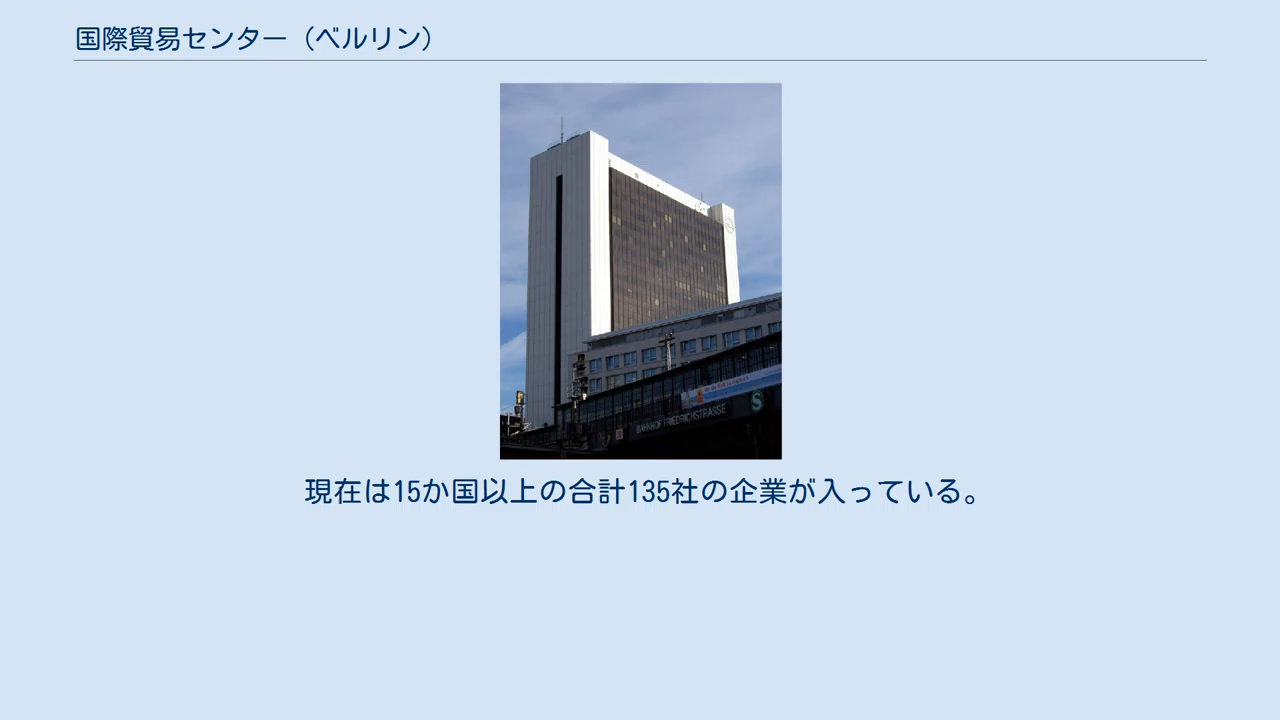 国際貿易センター（ベルリン）
BAHNHOF FRIEDRICHSTRASSE
S
現在は15か国以上の合計135社の企業が入っている。